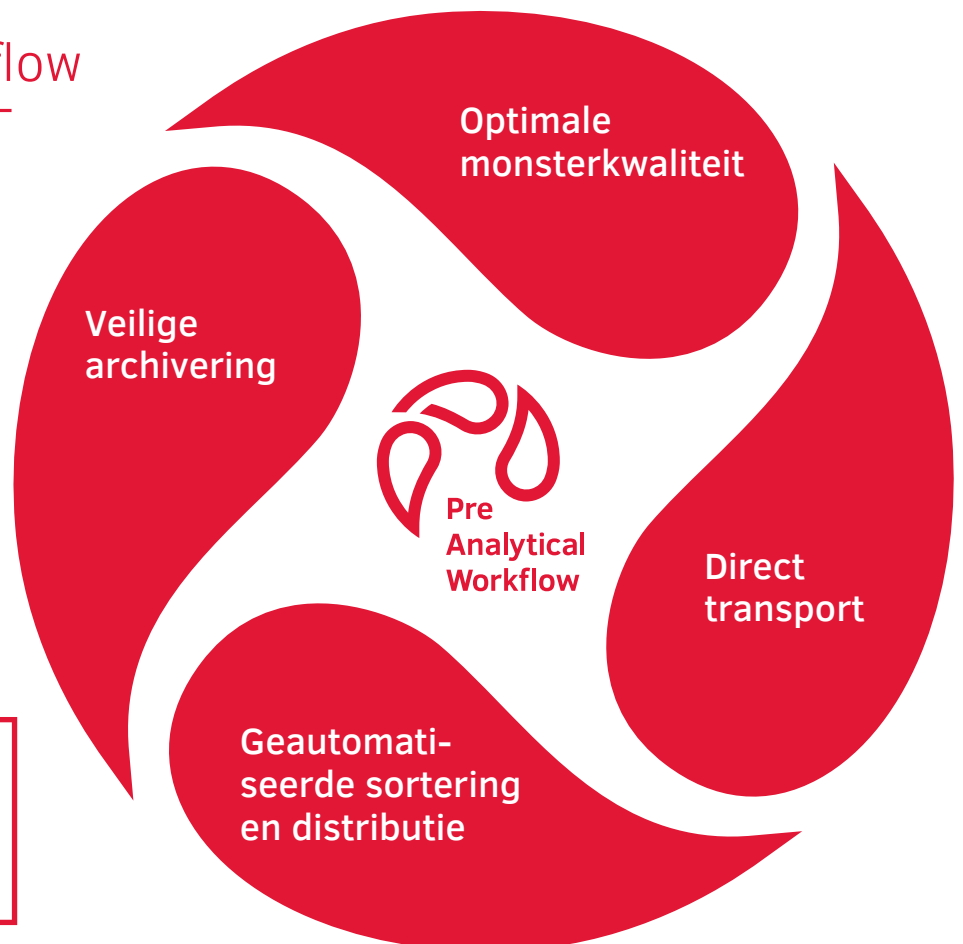 flow
Optimale
monsterkwaliteit
Veilige
archivering
Pre
Analytical
Workflow
Direct
transport
Geautomati-
seerde sortering
en distributie